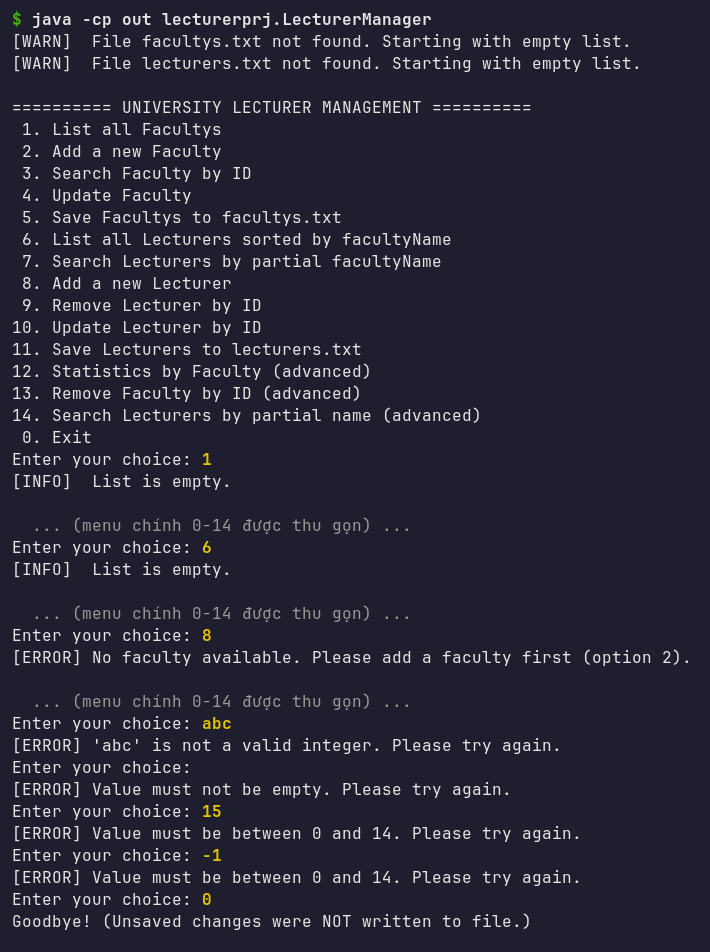 $ java -cp out lecturerprj.LecturerManager
[WARN]  File facultys.txt not found. Starting with empty list.
[WARN]  File lecturers.txt not found. Starting with empty list.
========== UNIVERSITY LECTURER MANAGEMENT ==========
 1. List all Facultys
 2. Add a new Faculty
 3. Search Faculty by ID
 4. Update Faculty
 5. Save Facultys to facultys.txt
 6. List all Lecturers sorted by facultyName
 7. Search Lecturers by partial facultyName
 8. Add a new Lecturer
 9. Remove Lecturer by ID
10. Update Lecturer by ID
11. Save Lecturers to lecturers.txt
12. Statistics by Faculty (advanced)
13. Remove Faculty by ID (advanced)
14. Search Lecturers by partial name (advanced)
 0. Exit
Enter your choice: 1
[INFO]  List is empty.
  ... (menu chính 0-14 được thu gọn) ...
Enter your choice: 6
[INFO]  List is empty.
  ... (menu chính 0-14 được thu gọn) ...
Enter your choice: 8
[ERROR] No faculty available. Please add a faculty first (option 2).
  ... (menu chính 0-14 được thu gọn) ...
Enter your choice: abc
[ERROR] 'abc' is not a valid integer. Please try again.
Enter your choice:
[ERROR] Value must not be empty. Please try again.
Enter your choice: 15
[ERROR] Value must be between 0 and 14. Please try again.
Enter your choice: -1
[ERROR] Value must be between 0 and 14. Please try again.
Enter your choice: 0
Goodbye! (Unsaved changes were NOT written to file.)